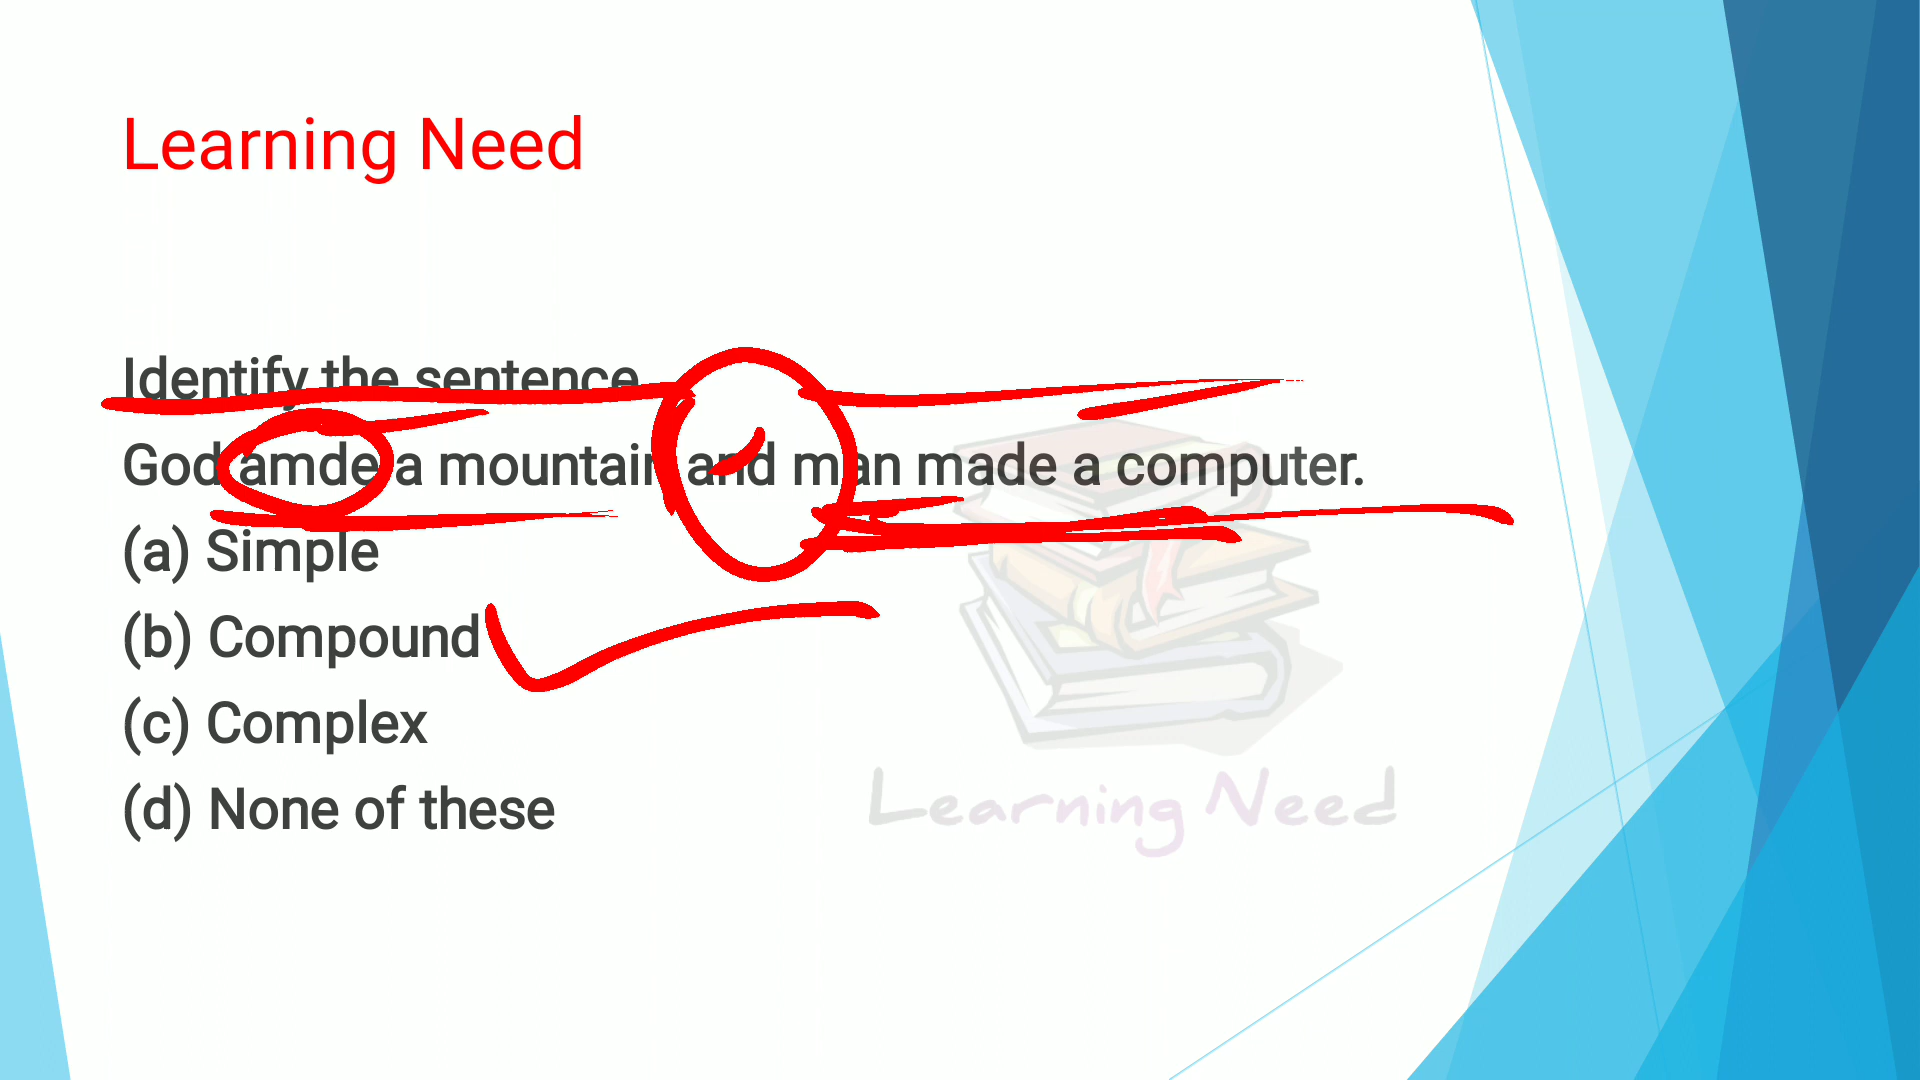 Learning Need
Identify the sentence
God amde a mountain and man made a computer.
(a) Simple
(b) Compound
(c) Complex
(d) None of these
Learning Need